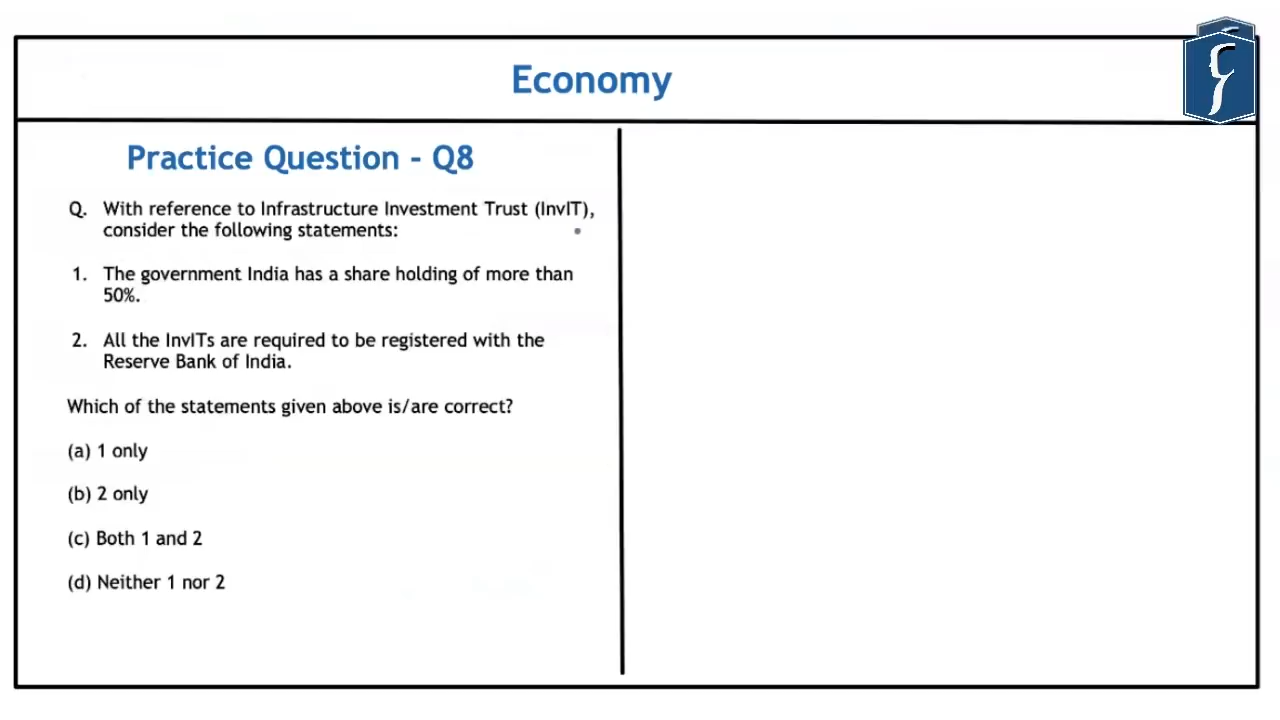 Economy
Practice Question - Q8
Q. With reference to Infrastructure Investment Trust (InvIT),
consider the following statements:
1. The government India has a share holding of more than
50%.
2. All the InvITs are required to be registered with the
Reserve Bank of India.
Which of the statements given above is/are correct?
(a) 1 only
(b) 2 only
(c) Both 1 and 2
(d) Neither 1 nor 2